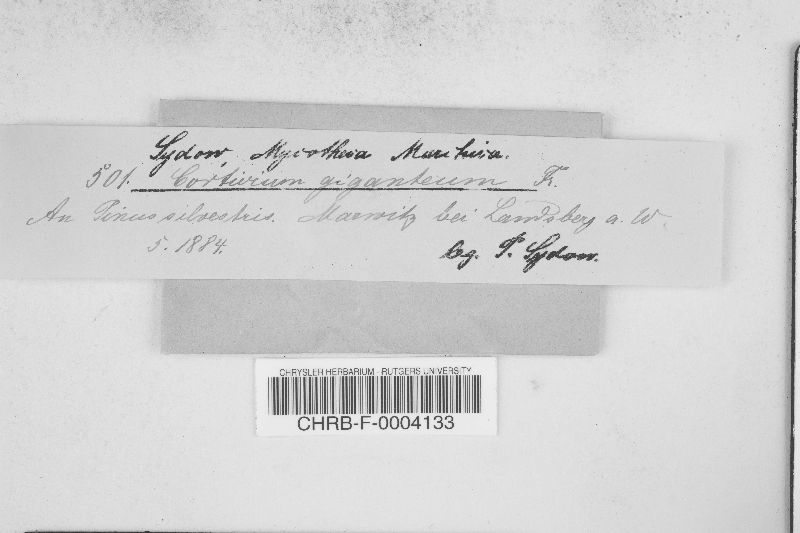 Sydow, Mycotheca Marchica.
501. Corticium giganteum Fr.
An Pinus silvestris. Marwitz bei Landsberg a. W.
5. 1884.
leg. P. Sydow.
CHRYSLER HERBARIUM - RUTGERS UNIVERSITY
CHRB-F-0004133